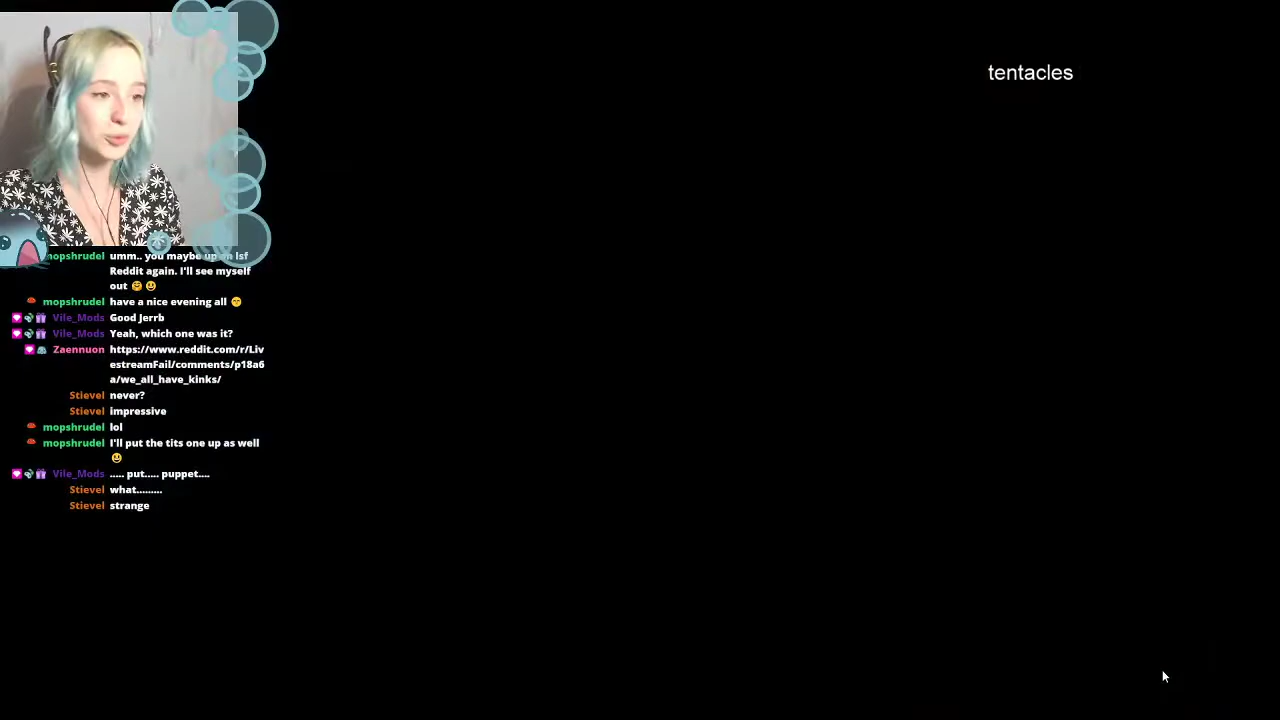 tentacles
mopshrudel umm.. you maybe up on lsf
Reddit again. I'll see myself
out 🤗 😃
mopshrudel have a nice evening all 😁
Vile_Mods Good Jerrb
Vile_Mods Yeah, which one was it?
Zaennuon https://www.reddit.com/r/Liv
estreamFail/comments/p18a6
a/we_all_have_kinks/
Stievel never?
Stievel impressive
mopshrudel lol
mopshrudel I'll put the tits one up as well
😃
Vile_Mods ..... put..... puppet....
Stievel what.........
Stievel strange